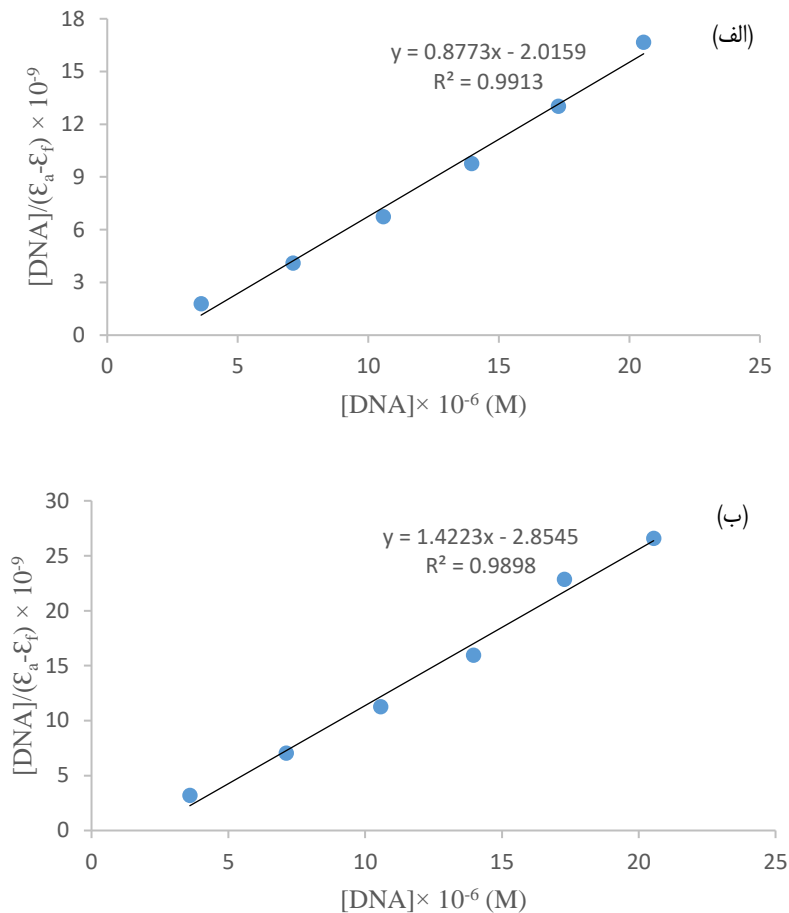 (الف)
y = 0.8773x - 2.0159
R² = 0.9913
[DNA]/(Ɛₐ-Ɛf) × 10⁻⁹
18
15
12
9
6
3
0
0 5 10 15 20 25
[DNA]× 10⁻⁶ (M)
(ب)
y = 1.4223x - 2.8545
R² = 0.9898
[DNA]/(Ɛₐ-Ɛf) × 10⁻⁹
30
25
20
15
10
5
0
0 5 10 15 20 25
[DNA]× 10⁻⁶ (M)